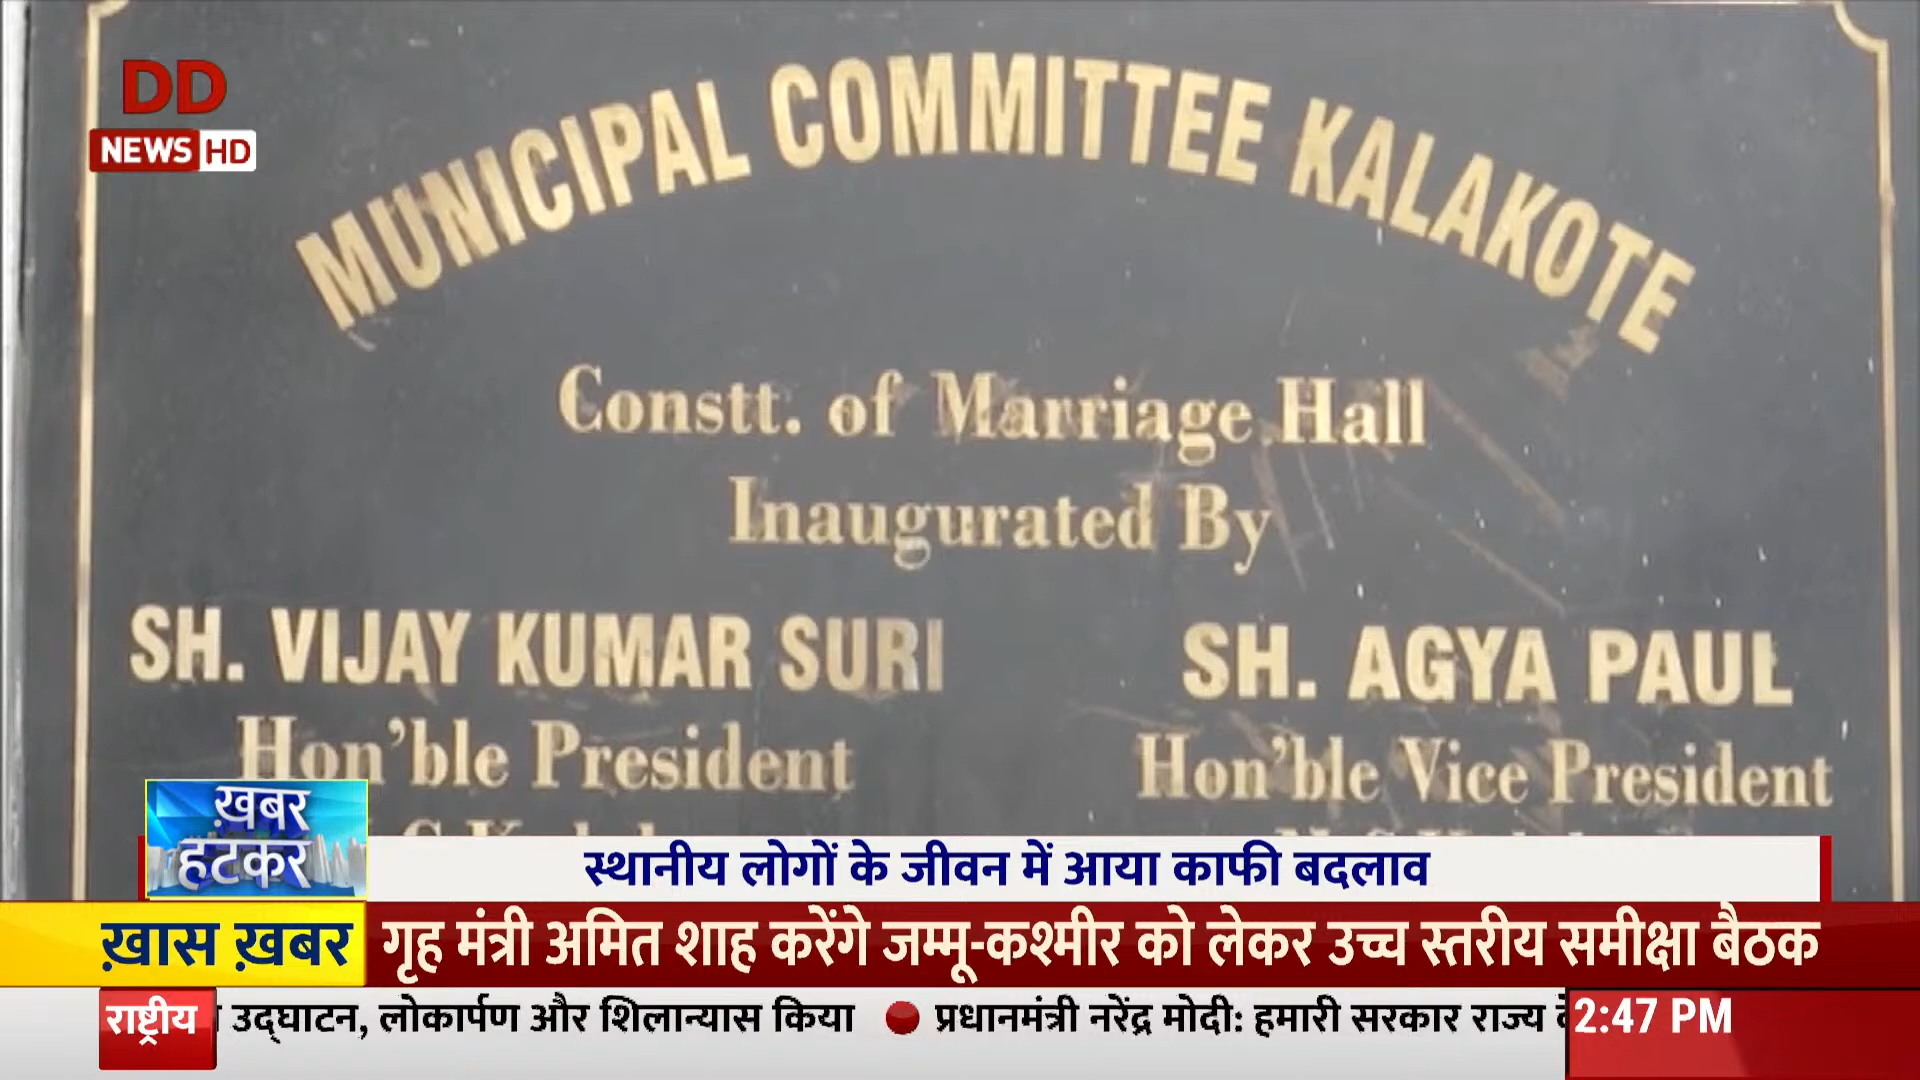 DD
NEWS HD
MUNICIPAL COMMITTEE KALAKOTE
Constt. of Marriage Hall
Inaugurated By
SH. VIJAY KUMAR SURI
SH. AGYA PAUL
Hon'ble President
Hon'ble Vice President
ख़बर
हटकर
स्थानीय लोगों के जीवन में आया काफी बदलाव
ख़ास ख़बर
गृह मंत्री अमित शाह करेंगे जम्मू-कश्मीर को लेकर उच्च स्तरीय समीक्षा बैठक
राष्ट्रीय
उद्घाटन, लोकार्पण और शिलान्यास किया
प्रधानमंत्री नरेंद्र मोदी: हमारी सरकार राज्य
2:47 PM